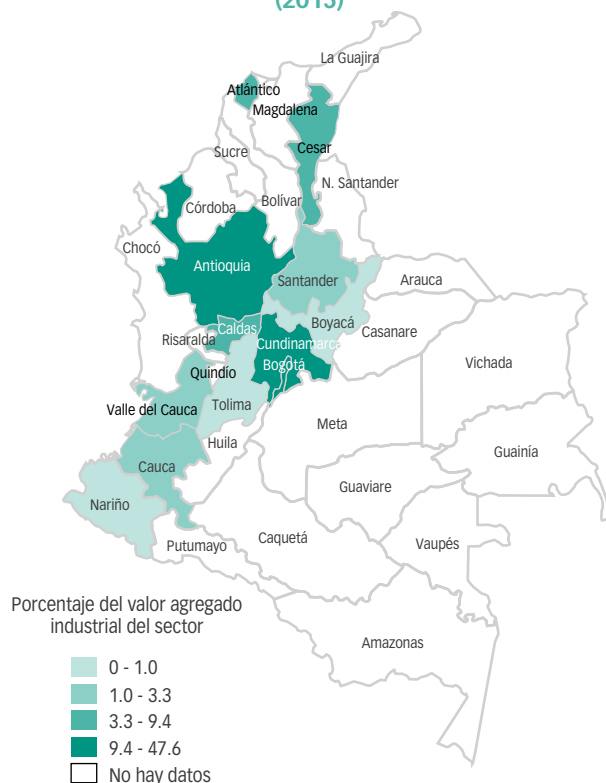 (2015)
La Guajira
Atlántico
Magdalena
Cesar
Sucre
N. Santander
Bolívar
Córdoba
Chocó
Antioquia
Santander
Arauca
Boyacá
Casanare
Caldas
Risaralda
Cundinamarca
Bogotá
Vichada
Quindío
Valle del Cauca
Tolima
Meta
Huila
Guainía
Cauca
Guaviare
Nariño
Caquetá
Vaupés
Putumayo
Amazonas
Porcentaje del valor agregado
industrial del sector
0 - 1.0
1.0 - 3.3
3.3 - 9.4
9.4 - 47.6
No hay datos